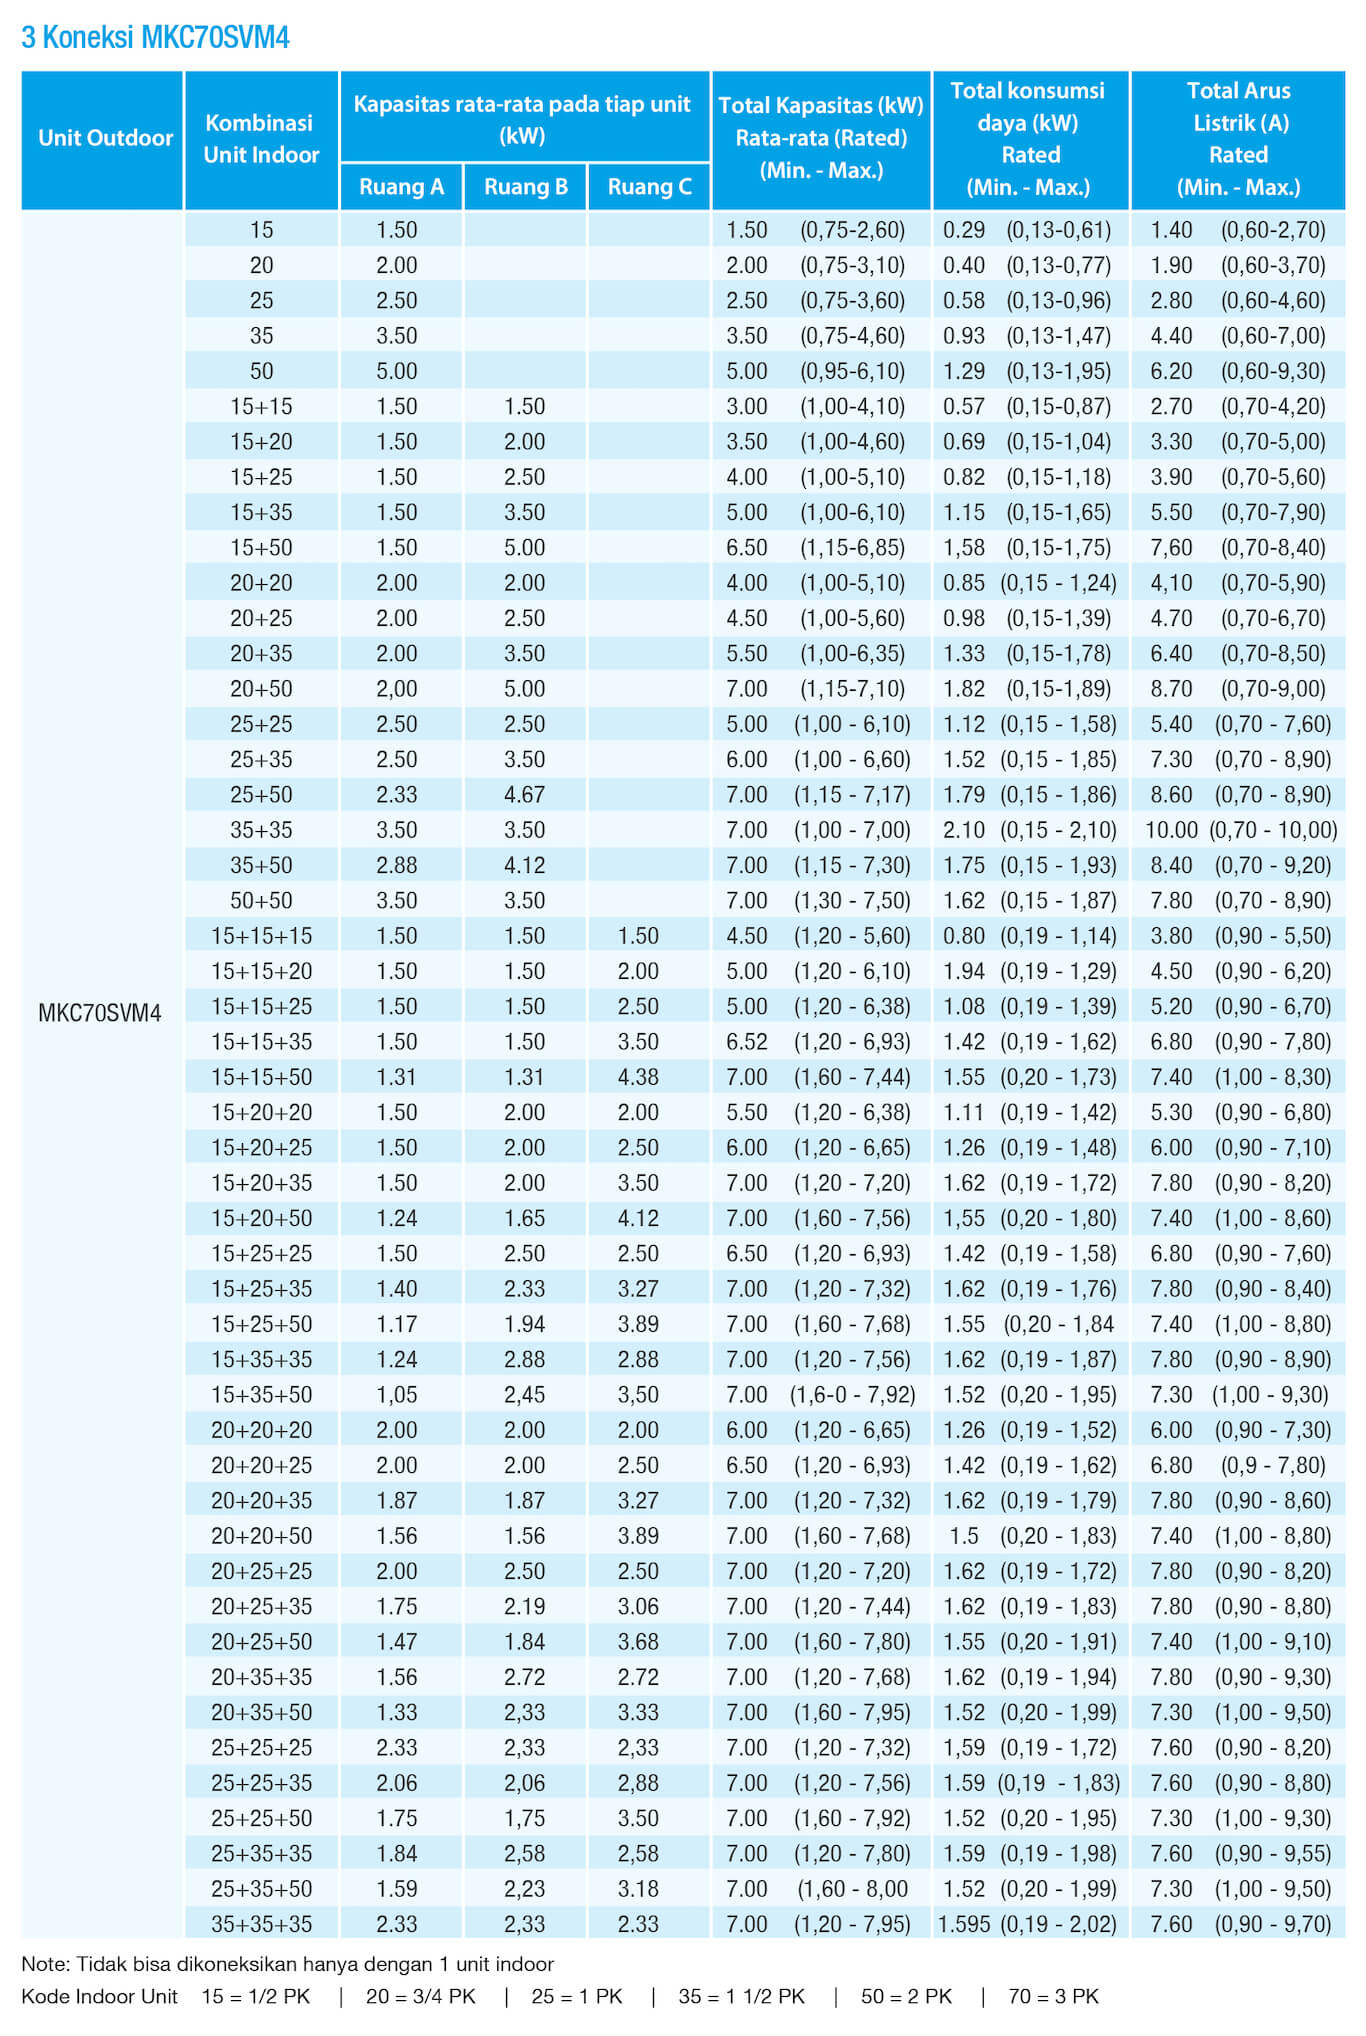 3 Koneksi MKC70SVM4
Unit Outdoor
Kombinasi
Unit Indoor
Kapasitas rata-rata pada tiap unit
(kW)
Ruang A Ruang B Ruang C
Total Kapasitas (kW)
Rata-rata (Rated)
(Min. - Max.)
Total konsumsi
daya (kW)
Rated
(Min. - Max.)
Total Arus
Listrik (A)
Rated
(Min. - Max.)
MKC70SVM4
15 1.50 1.50 (0,75-2,60) 0.29 (0,13-0,61) 1.40 (0,60-2,70)
20 2.00 2.00 (0,75-3,10) 0.40 (0,13-0,77) 1.90 (0,60-3,70)
25 2.50 2.50 (0,75-3,60) 0.58 (0,13-0,96) 2.80 (0,60-4,60)
35 3.50 3.50 (0,75-4,60) 0.93 (0,13-1,47) 4.40 (0,60-7,00)
50 5.00 5.00 (0,95-6,10) 1.29 (0,13-1,95) 6.20 (0,60-9,30)
15+15 1.50 1.50 3.00 (1,00-4,10) 0.57 (0,15-0,87) 2.70 (0,70-4,20)
15+20 1.50 2.00 3.50 (1,00-4,60) 0.69 (0,15-1,04) 3.30 (0,70-5,00)
15+25 1.50 2.50 4.00 (1,00-5,10) 0.82 (0,15-1,18) 3.90 (0,70-5,60)
15+35 1.50 3.50 5.00 (1,00-6,10) 1.15 (0,15-1,65) 5.50 (0,70-7,90)
15+50 1.50 5.00 6.50 (1,15-6,85) 1,58 (0,15-1,75) 7,60 (0,70-8,40)
20+20 2.00 2.00 4.00 (1,00-5,10) 0.85 (0,15 - 1,24) 4,10 (0,70-5,90)
20+25 2.00 2.50 4.50 (1,00-5,60) 0.98 (0,15-1,39) 4.70 (0,70-6,70)
20+35 2.00 3.50 5.50 (1,00-6,35) 1.33 (0,15-1,78) 6.40 (0,70-8,50)
20+50 2,00 5.00 7.00 (1,15-7,10) 1.82 (0,15-1,89) 8.70 (0,70-9,00)
25+25 2.50 2.50 5.00 (1,00 - 6,10) 1.12 (0,15 - 1,58) 5.40 (0,70 - 7,60)
25+35 2.50 3.50 6.00 (1,00 - 6,60) 1.52 (0,15 - 1,85) 7.30 (0,70 - 8,90)
25+50 2.33 4.67 7.00 (1,15 - 7,17) 1.79 (0,15 - 1,86) 8.60 (0,70 - 8,90)
35+35 3.50 3.50 7.00 (1,00 - 7,00) 2.10 (0,15 - 2,10) 10.00 (0,70 - 10,00)
35+50 2.88 4.12 7.00 (1,15 - 7,30) 1.75 (0,15 - 1,93) 8.40 (0,70 - 9,20)
50+50 3.50 3.50 7.00 (1,30 - 7,50) 1.62 (0,15 - 1,87) 7.80 (0,70 - 8,90)
15+15+15 1.50 1.50 1.50 4.50 (1,20 - 5,60) 0.80 (0,19 - 1,14) 3.80 (0,90 - 5,50)
15+15+20 1.50 1.50 2.00 5.00 (1,20 - 6,10) 1.94 (0,19 - 1,29) 4.50 (0,90 - 6,20)
15+15+25 1.50 1.50 2.50 5.00 (1,20 - 6,38) 1.08 (0,19 - 1,39) 5.20 (0,90 - 6,70)
15+15+35 1.50 1.50 3.50 6.52 (1,20 - 6,93) 1.42 (0,19 - 1,62) 6.80 (0,90 - 7,80)
15+15+50 1.31 1.31 4.38 7.00 (1,60 - 7,44) 1.55 (0,20 - 1,73) 7.40 (1,00 - 8,30)
15+20+20 1.50 2.00 2.00 5.50 (1,20 - 6,38) 1.11 (0,19 - 1,42) 5.30 (0,90 - 6,80)
15+20+25 1.50 2.00 2.50 6.00 (1,20 - 6,65) 1.26 (0,19 - 1,48) 6.00 (0,90 - 7,10)
15+20+35 1.50 2.00 3.50 7.00 (1,20 - 7,20) 1.62 (0,19 - 1,72) 7.80 (0,90 - 8,20)
15+20+50 1.24 1.65 4.12 7.00 (1,60 - 7,56) 1,55 (0,20 - 1,80) 7.40 (1,00 - 8,60)
15+25+25 1.50 2.50 2.50 6.50 (1,20 - 6,93) 1.42 (0,19 - 1,58) 6.80 (0,90 - 7,60)
15+25+35 1.40 2.33 3.27 7.00 (1,20 - 7,32) 1.62 (0,19 - 1,76) 7.80 (0,90 - 8,40)
15+25+50 1.17 1.94 3.89 7.00 (1,60 - 7,68) 1.55 (0,20 - 1,84 7.40 (1,00 - 8,80)
15+35+35 1.24 2.88 2.88 7.00 (1,20 - 7,56) 1.62 (0,19 - 1,87) 7.80 (0,90 - 8,90)
15+35+50 1,05 2,45 3,50 7.00 (1,6-0 - 7,92) 1.52 (0,20 - 1,95) 7.30 (1,00 - 9,30)
20+20+20 2.00 2.00 2.00 6.00 (1,20 - 6,65) 1.26 (0,19 - 1,52) 6.00 (0,90 - 7,30)
20+20+25 2.00 2.00 2.50 6.50 (1,20 - 6,93) 1.42 (0,19 - 1,62) 6.80 (0,9 - 7,80)
20+20+35 1.87 1.87 3.27 7.00 (1,20 - 7,32) 1.62 (0,19 - 1,79) 7.80 (0,90 - 8,60)
20+20+50 1.56 1.56 3.89 7.00 (1,60 - 7,68) 1.5 (0,20 - 1,83) 7.40 (1,00 - 8,80)
20+25+25 2.00 2.50 2.50 7.00 (1,20 - 7,20) 1.62 (0,19 - 1,72) 7.80 (0,90 - 8,20)
20+25+35 1.75 2.19 3.06 7.00 (1,20 - 7,44) 1.62 (0,19 - 1,83) 7.80 (0,90 - 8,80)
20+25+50 1.47 1.84 3.68 7.00 (1,60 - 7,80) 1.55 (0,20 - 1,91) 7.40 (1,00 - 9,10)
20+35+35 1.56 2.72 2.72 7.00 (1,20 - 7,68) 1.62 (0,19 - 1,94) 7.80 (0,90 - 9,30)
20+35+50 1.33 2,33 3.33 7.00 (1,60 - 7,95) 1.52 (0,20 - 1,99) 7.30 (1,00 - 9,50)
25+25+25 2.33 2,33 2,33 7.00 (1,20 - 7,32) 1,59 (0,19 - 1,72) 7.60 (0,90 - 8,20)
25+25+35 2.06 2,06 2,88 7.00 (1,20 - 7,56) 1.59 (0,19 - 1,83) 7.60 (0,90 - 8,80)
25+25+50 1.75 1,75 3.50 7.00 (1,60 - 7,92) 1.52 (0,20 - 1,95) 7.30 (1,00 - 9,30)
25+35+35 1.84 2,58 2,58 7.00 (1,20 - 7,80) 1.59 (0,19 - 1,98) 7.60 (0,90 - 9,55)
25+35+50 1.59 2,23 3.18 7.00 (1,60 - 8,00 1.52 (0,20 - 1,99) 7.30 (1,00 - 9,50)
35+35+35 2.33 2,33 2.33 7.00 (1,20 - 7,95) 1.595 (0,19 - 2,02) 7.60 (0,90 - 9,70)
Note: Tidak bisa dikoneksikan hanya dengan 1 unit indoor
Kode Indoor Unit 15 = 1/2 PK | 20 = 3/4 PK | 25 = 1 PK | 35 = 1 1/2 PK | 50 = 2 PK | 70 = 3 PK